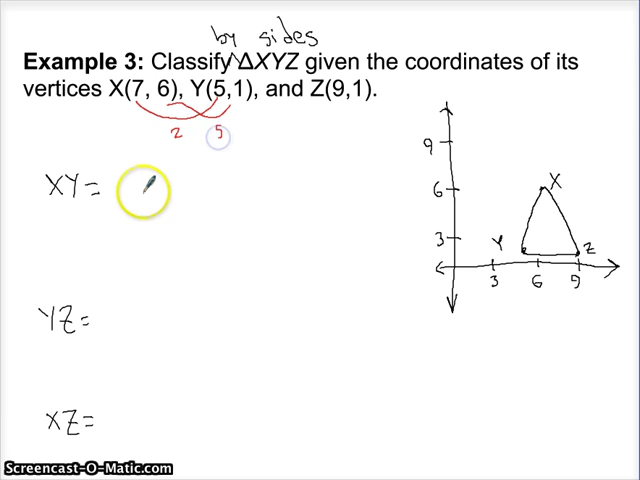 by sides
Example 3: Classify ΔXYZ given the coordinates of its
vertices X(7, 6), Y(5,1), and Z(9,1).
2 5
XY =
YZ =
XZ =
9
6
3
X
Y
Z
3 6 9
Screencast-O-Matic.com